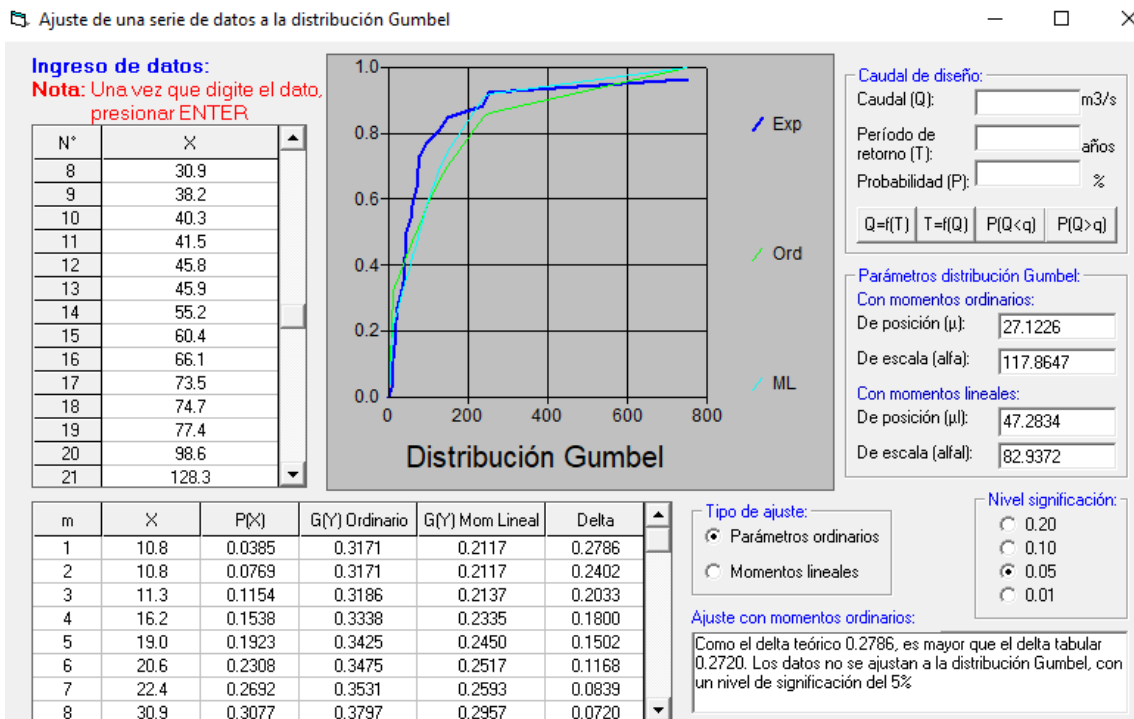 Ajuste de una serie de datos a la distribución Gumbel
Ingreso de datos:
Nota: Una vez que digite el dato,
presionar ENTER
N° X
8 30.9
9 38.2
10 40.3
11 41.5
12 45.8
13 45.9
14 55.2
15 60.4
16 66.1
17 73.5
18 74.7
19 77.4
20 98.6
21 128.3
1.0
0.8
0.6
0.4
0.2
0.0
0 200 400 600 800
Exp
Ord
ML
Distribución Gumbel
Caudal de diseño:
Caudal (Q): m3/s
Período de
retorno (T): años
Probabilidad (P): %
Q=f(T) T=f(Q) P(Q<q) P(Q>q)
Parámetros distribución Gumbel:
Con momentos ordinarios:
De posición (μ): 27.1226
De escala (alfa): 117.8647
Con momentos lineales:
De posición (μl): 47.2834
De escala (alfal): 82.9372
m X P(X) G(Y) Ordinario G(Y) Mom Lineal Delta
1 10.8 0.0385 0.3171 0.2117 0.2786
2 10.8 0.0769 0.3171 0.2117 0.2402
3 11.3 0.1154 0.3186 0.2137 0.2033
4 16.2 0.1538 0.3338 0.2335 0.1800
5 19.0 0.1923 0.3425 0.2450 0.1502
6 20.6 0.2308 0.3475 0.2517 0.1168
7 22.4 0.2692 0.3531 0.2593 0.0839
8 30.9 0.3077 0.3797 0.2957 0.0720
Tipo de ajuste:
Parámetros ordinarios
Momentos lineales
Nivel significación:
0.20
0.10
0.05
0.01
Ajuste con momentos ordinarios:
Como el delta teórico 0.2786, es mayor que el delta tabular
0.2720. Los datos no se ajustan a la distribución Gumbel, con
un nivel de significación del 5%